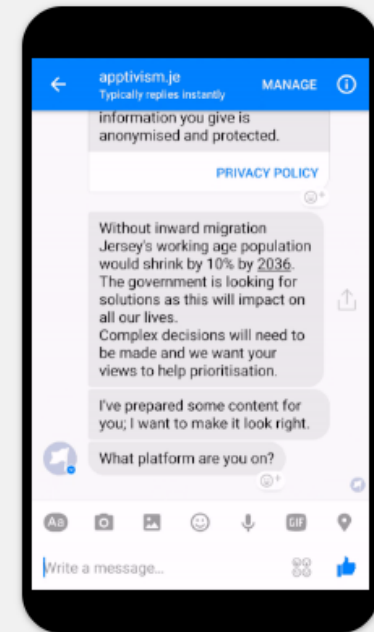 apptivism.je
Typically replies instantly
MANAGE
information you give is
anonymised and protected.
PRIVACY POLICY
Without inward migration
Jersey's working age population
would shrink by 10% by 2036.
The government is looking for
solutions as this will impact on
all our lives.
Complex decisions will need to
be made and we want your
views to help prioritisation.
I've prepared some content for
you; I want to make it look right.
What platform are you on?
Aa
GIF
Write a message...